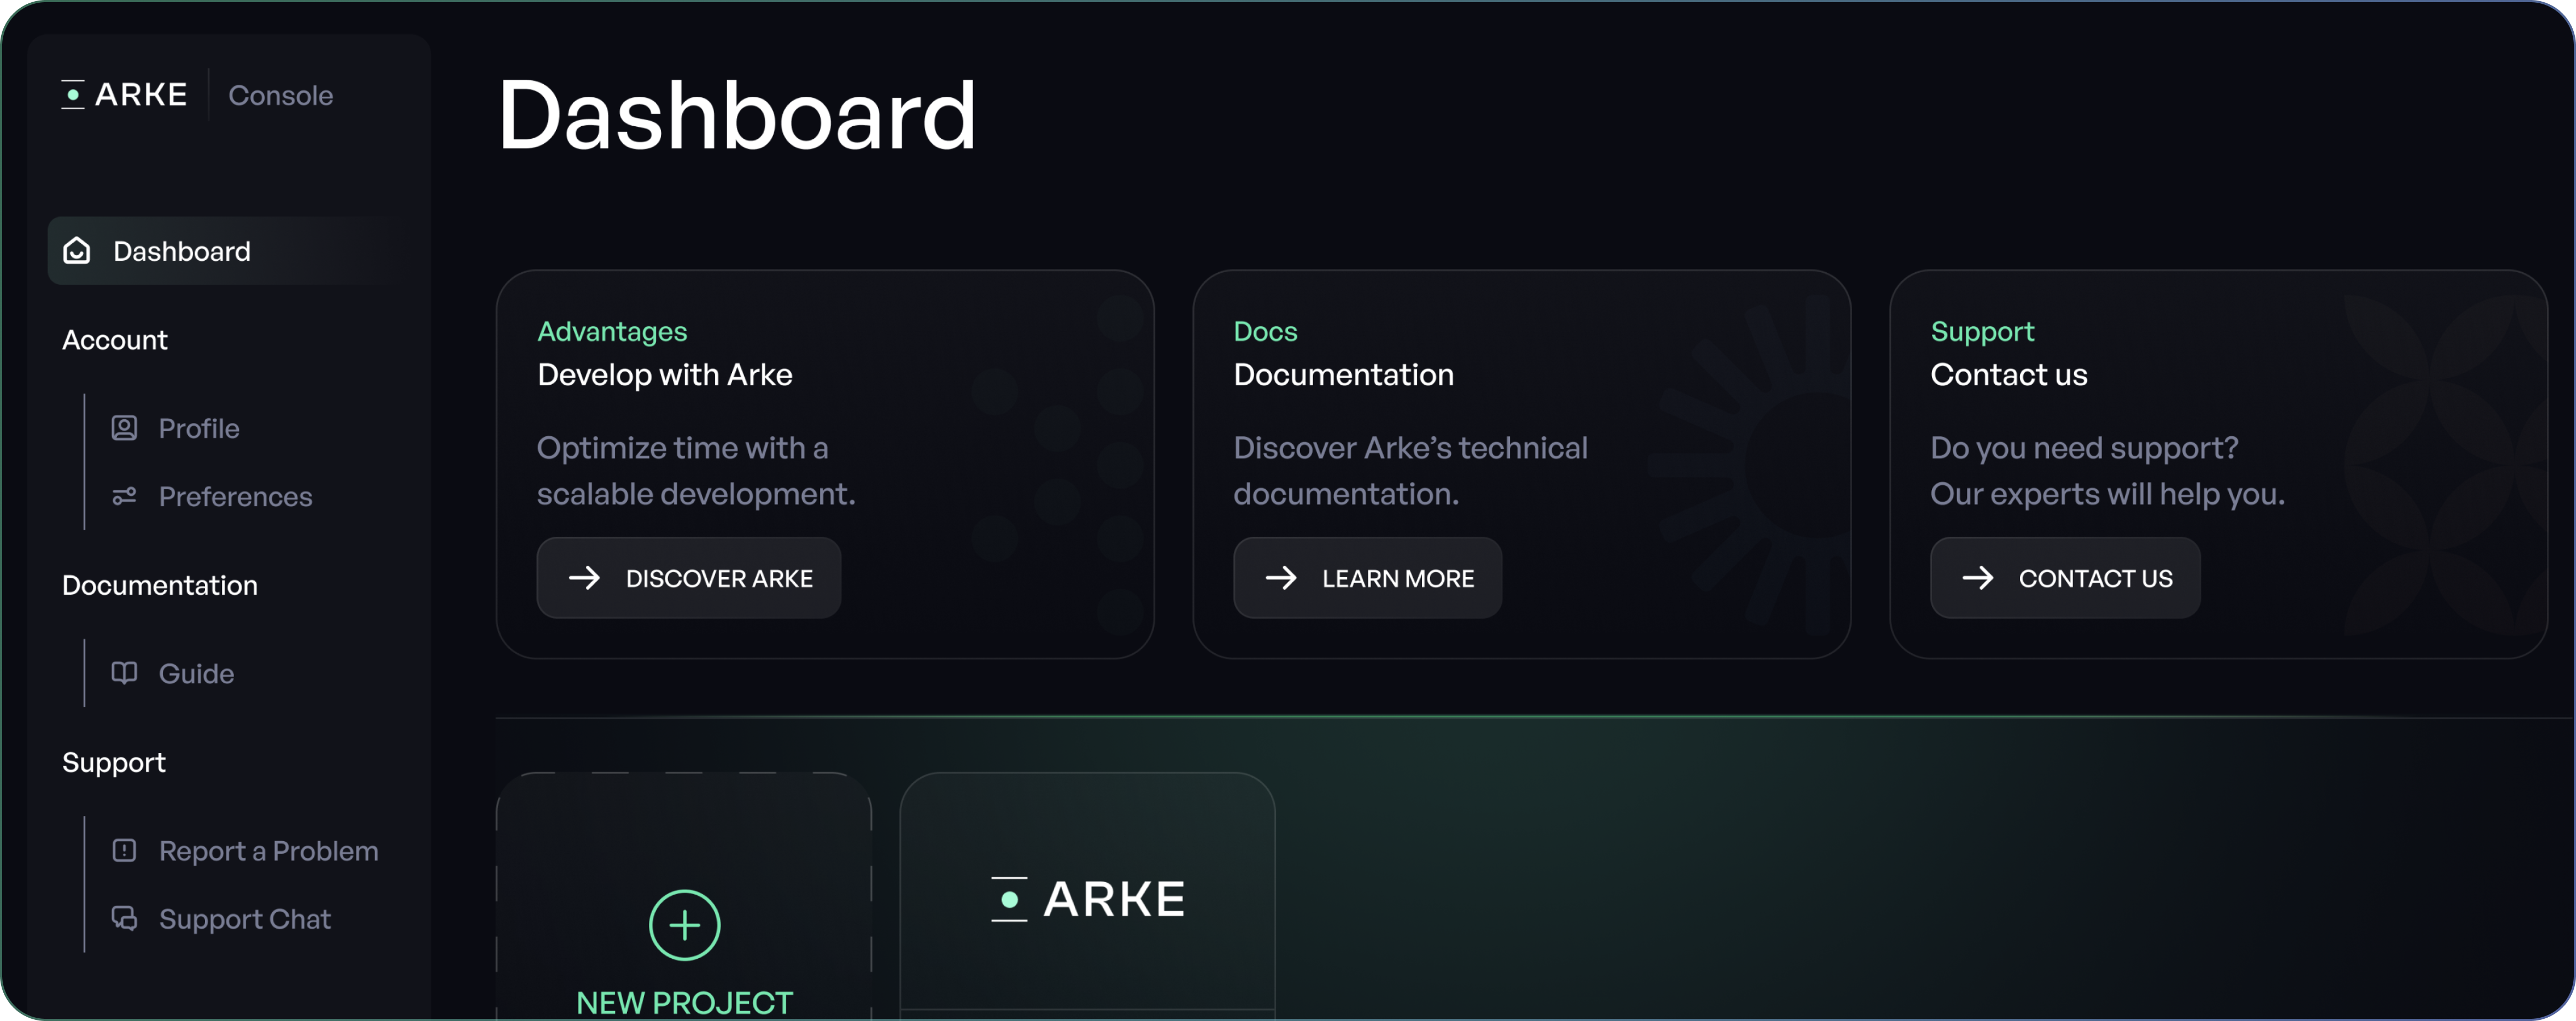 ARKE Console
Dashboard
Account
Profile
Preferences
Documentation
Guide
Support
Report a Problem
Support Chat
Dashboard
Advantages
Develop with Arke
Optimize time with a
scalable development.
DISCOVER ARKE
Docs
Documentation
Discover Arke’s technical
documentation.
LEARN MORE
Support
Contact us
Do you need support?
Our experts will help you.
CONTACT US
NEW PROJECT
ARKE